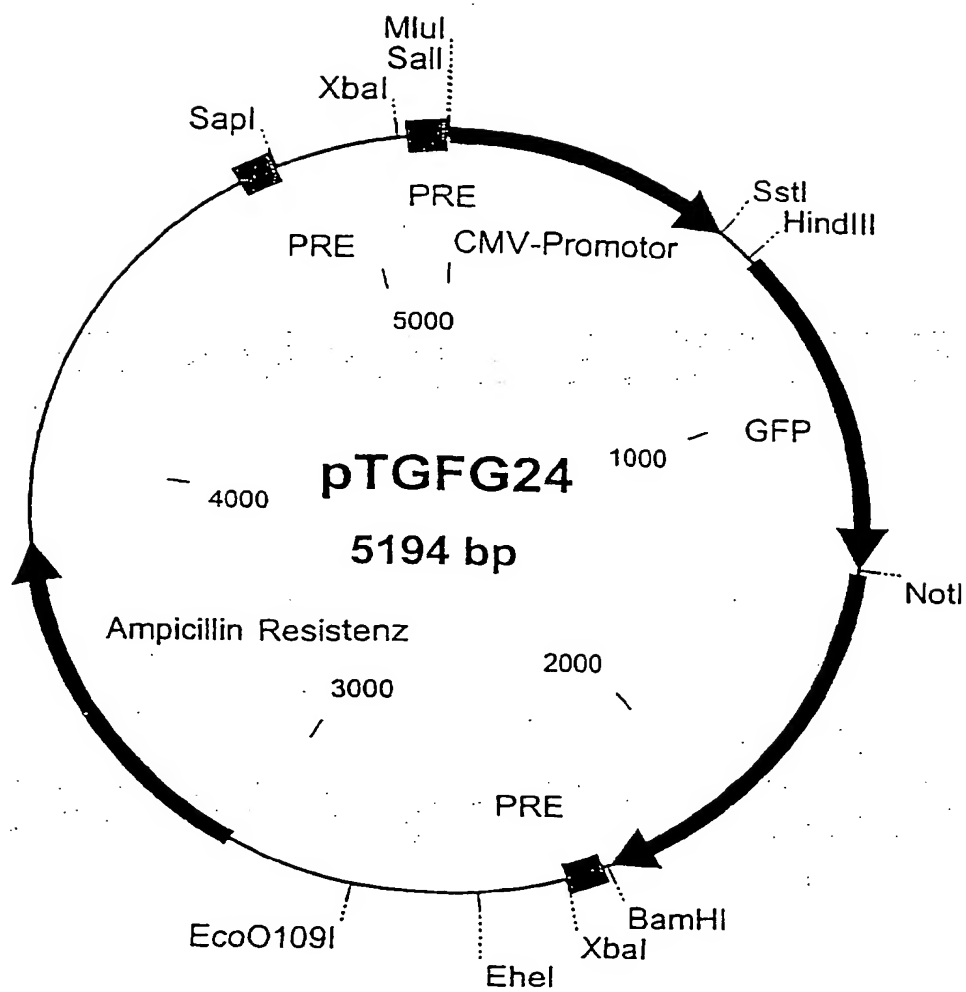 MluI
SalI
XbaI
SapI
SstI
HindIII
PRE
PRE
CMV-Promotor
5000
GFP
1000
pTGFG24
4000
5194 bp
NotI
Ampicillin Resistenz
2000
3000
PRE
BamHI
EcoO109I
XbaI
EheI